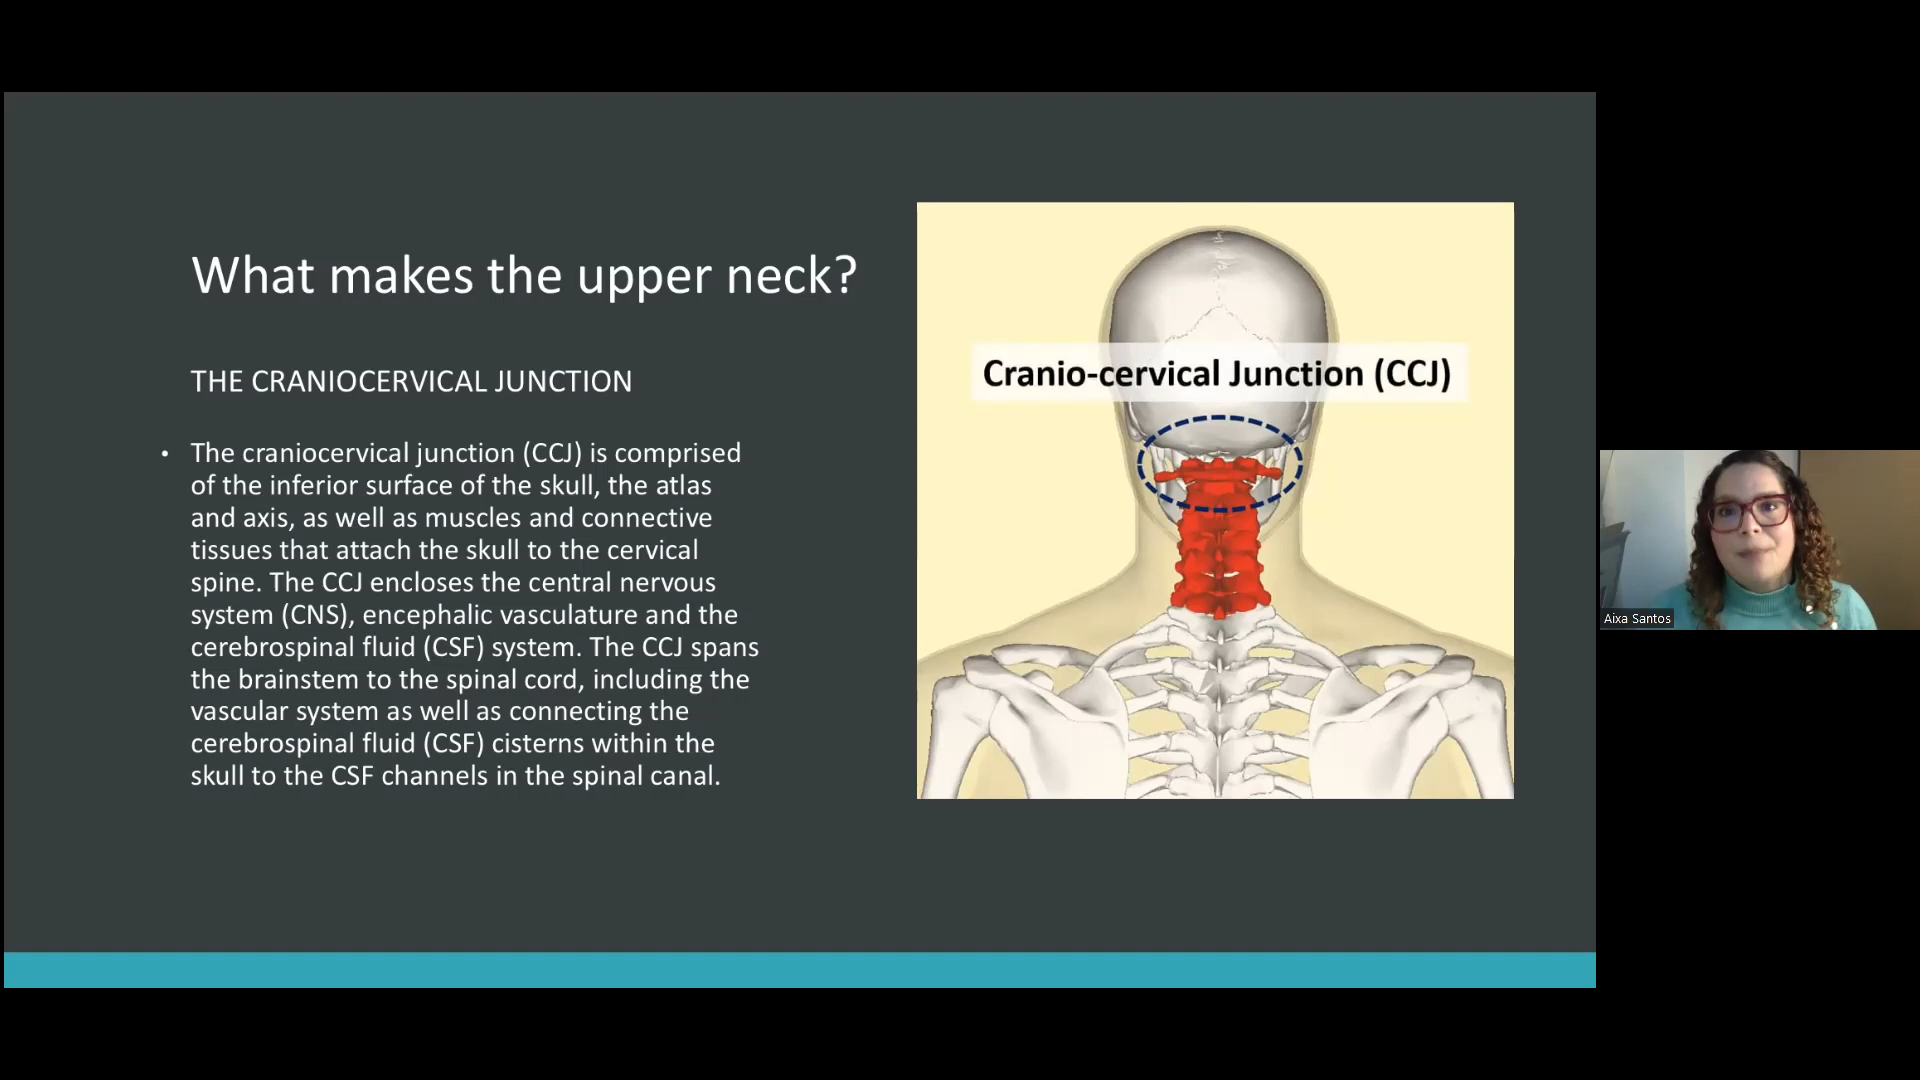 What makes the upper neck?
THE CRANIOCERVICAL JUNCTION
• The craniocervical junction (CCJ) is comprised
of the inferior surface of the skull, the atlas
and axis, as well as muscles and connective
tissues that attach the skull to the cervical
spine. The CCJ encloses the central nervous
system (CNS), encephalic vasculature and the
cerebrospinal fluid (CSF) system. The CCJ spans
the brainstem to the spinal cord, including the
vascular system as well as connecting the
cerebrospinal fluid (CSF) cisterns within the
skull to the CSF channels in the spinal canal.
Cranio-cervical Junction (CCJ)
Aixa Santos